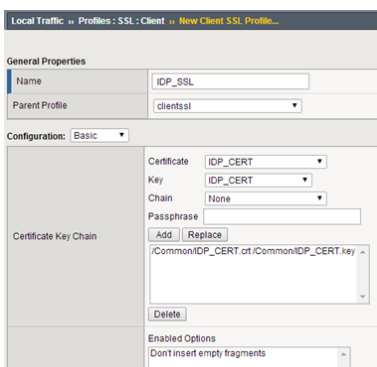 Local Traffic » Profiles : SSL : Client » New Client SSL Profile...
General Properties
Name IDP_SSL
Parent Profile clientssl
Configuration: Basic
Certificate IDP_CERT
Key IDP_CERT
Chain None
Passphrase
Certificate Key Chain
Add Replace
/Common/IDP_CERT.crt /Common/IDP_CERT.key
Delete
Enabled Options
Don't insert empty fragments